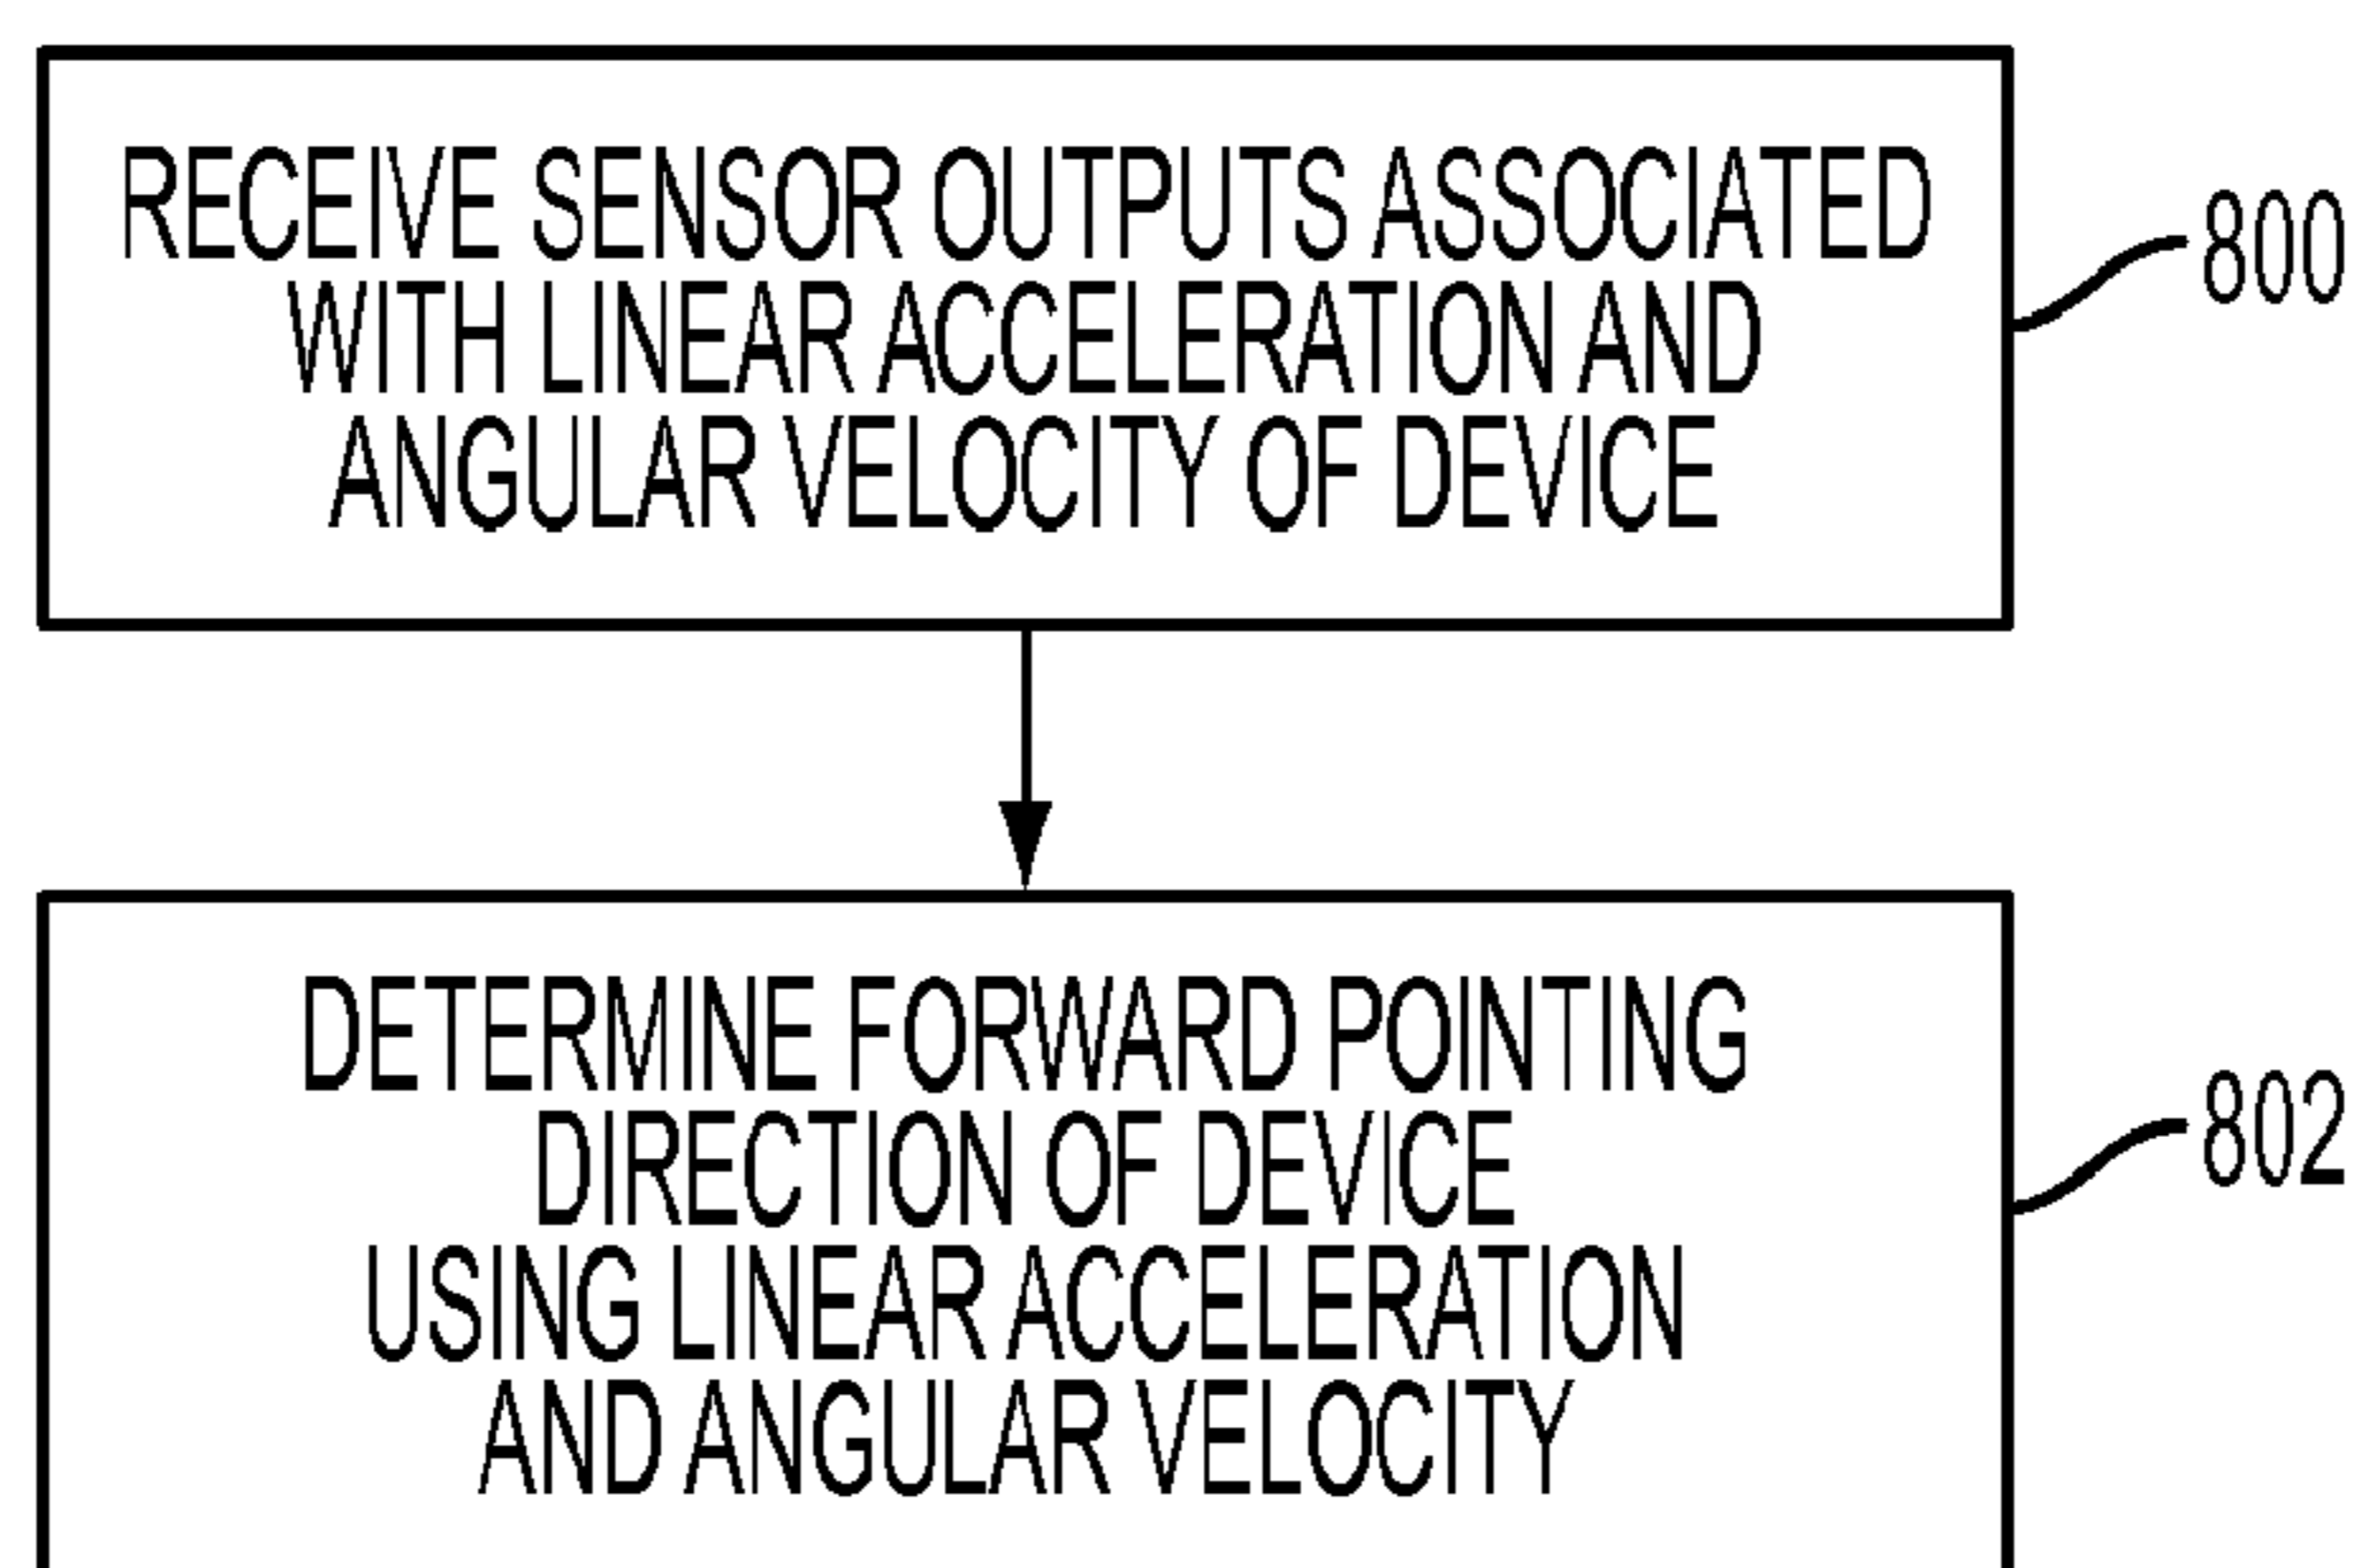 RECEIVE SENSOR OUTPUTS ASSOCIATED
WITH LINEAR ACCELERATION AND
ANGULAR VELOCITY OF DEVICE
800
DETERMINE FORWARD POINTING
DIRECTION OF DEVICE
USING LINEAR ACCELERATION
AND ANGULAR VELOCITY
802